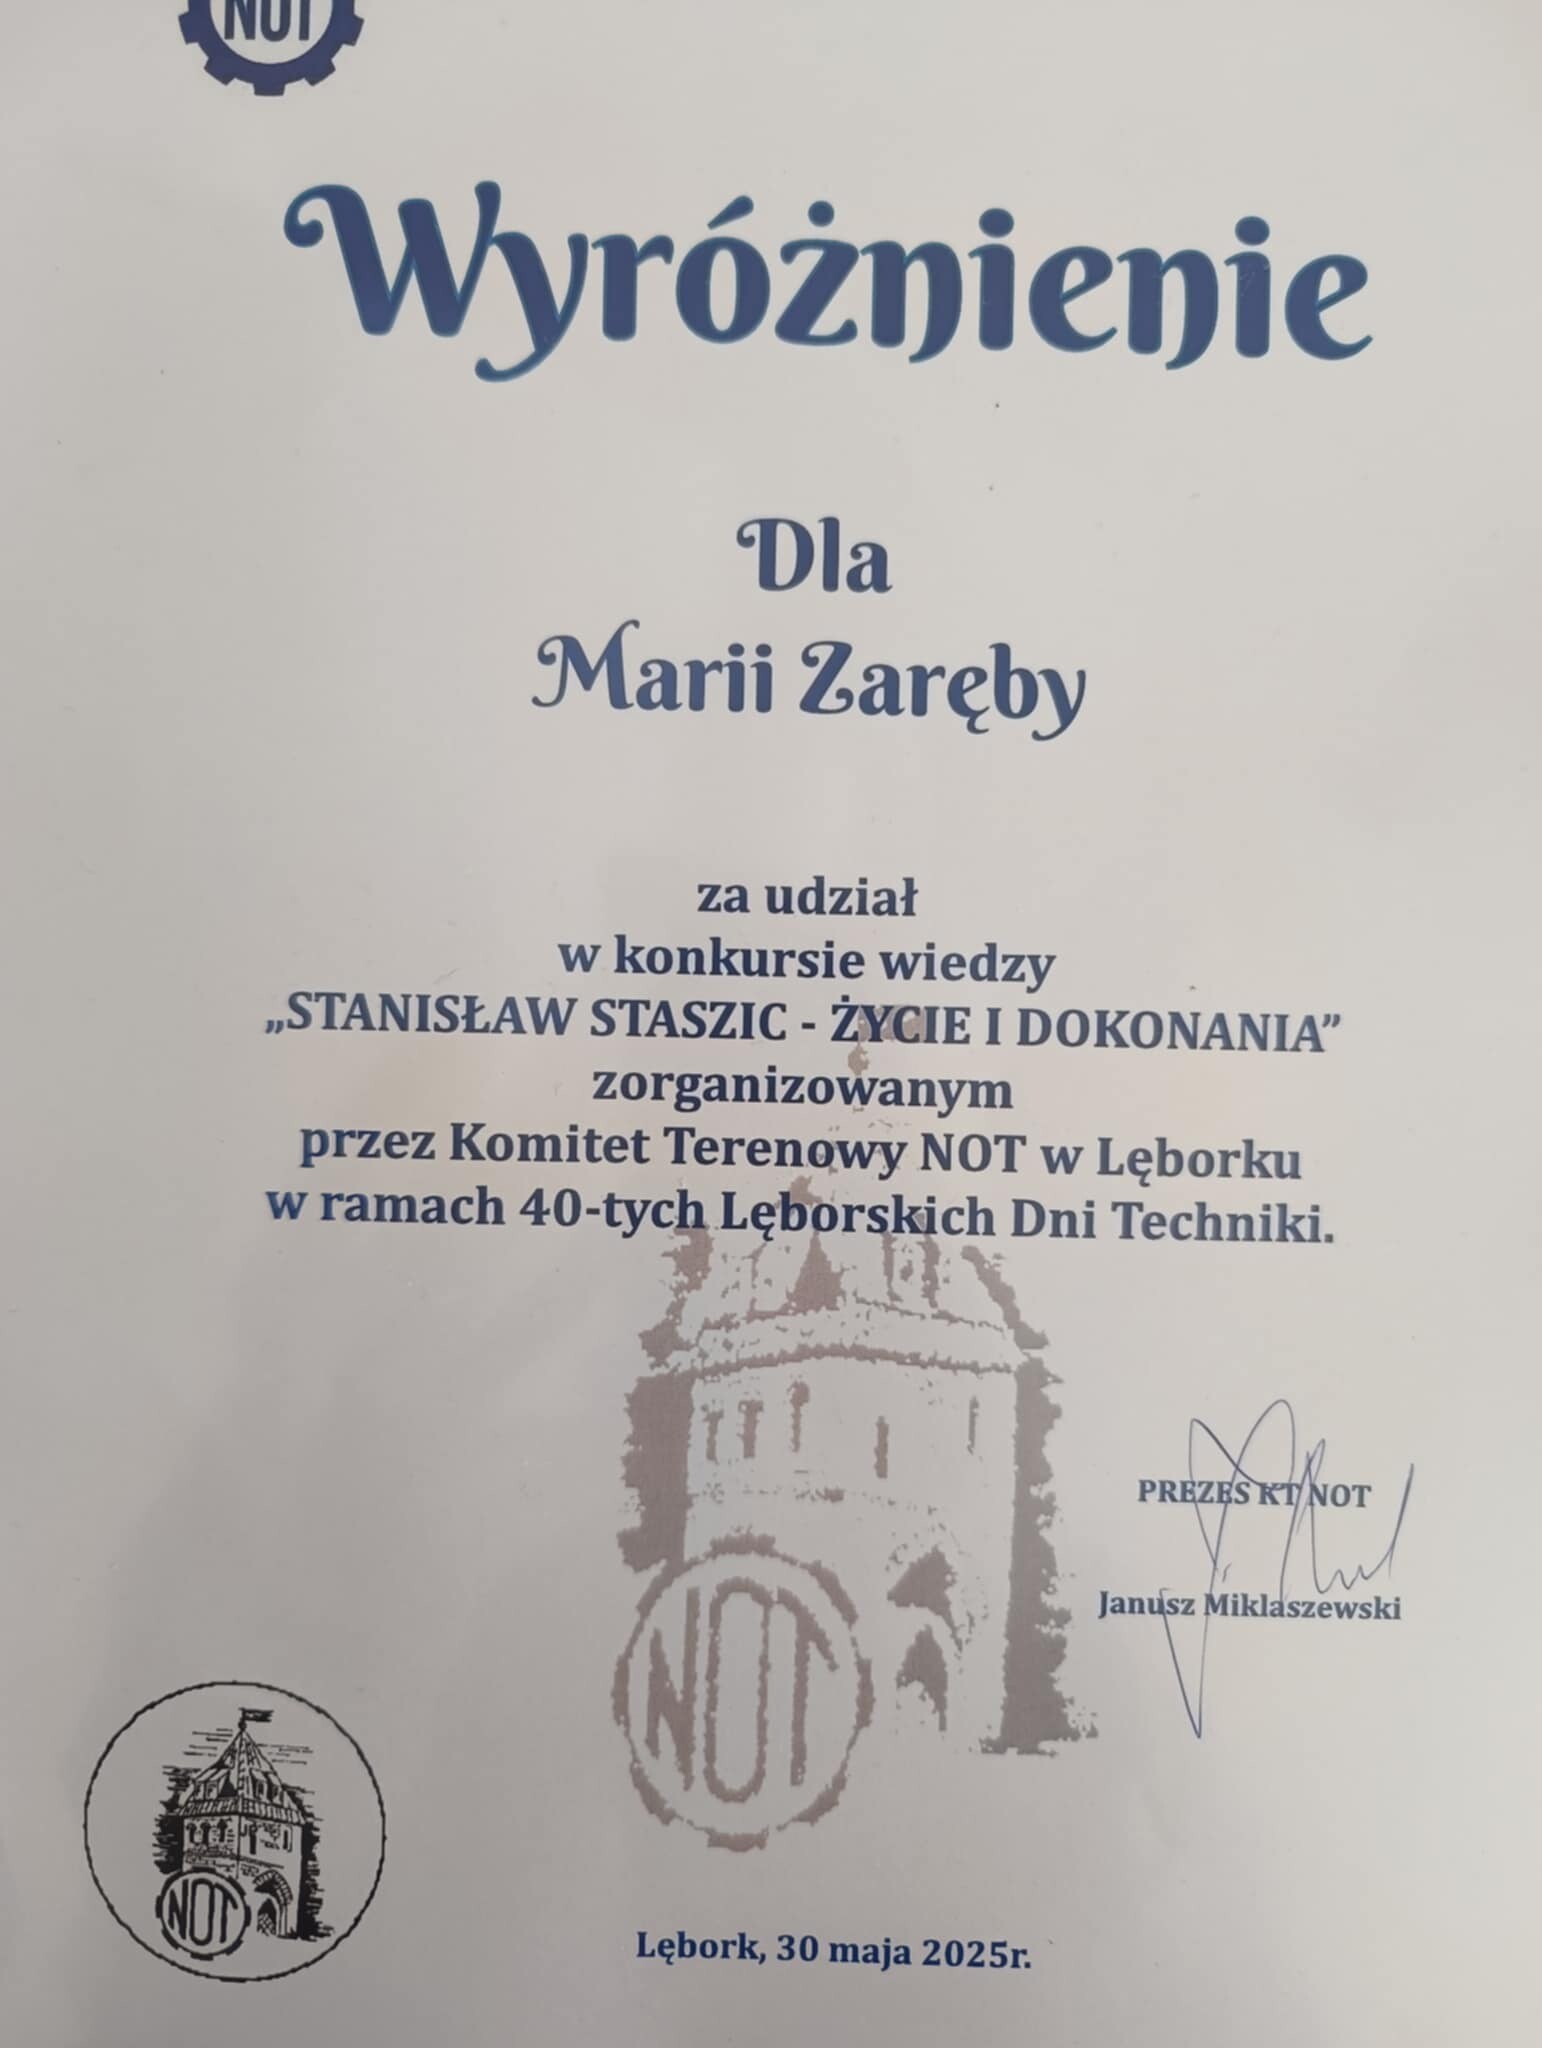 NOT
Wyróżnienie
Dla
Marii Zaręby
za udział
w konkursie wiedzy
„STANISŁAW STASZIC - ŻYCIE I DOKONANIA”
zorganizowanym
przez Komitet Terenowy NOT w Lęborku
w ramach 40-tych Lęborskich Dni Techniki.
PREZES KT NOT
Janusz Miklaszewski
NOT
NOT
Lębork, 30 maja 2025r.